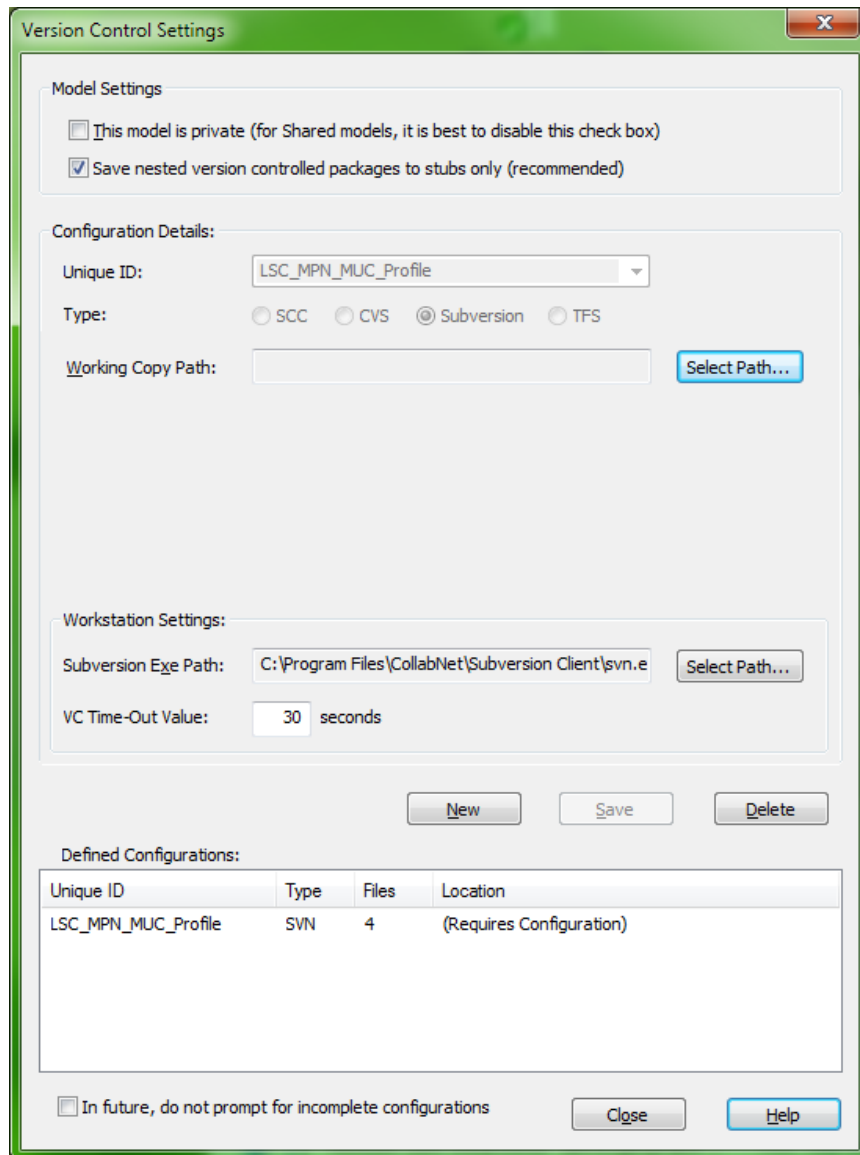 Version Control Settings
Model Settings
This model is private (for Shared models, it is best to disable this check box)
Save nested version controlled packages to stubs only (recommended)
Configuration Details:
Unique ID: LSC_MPN_MUC_Profile
Type: SCC CVS Subversion TFS
Working Copy Path: Select Path...
Workstation Settings:
Subversion Exe Path: C:\Program Files\CollabNet\Subversion Client\svn.e Select Path...
VC Time-Out Value: 30 seconds
New Save Delete
Defined Configurations:
Unique ID Type Files Location
LSC_MPN_MUC_Profile SVN 4 (Requires Configuration)
In future, do not prompt for incomplete configurations Close Help